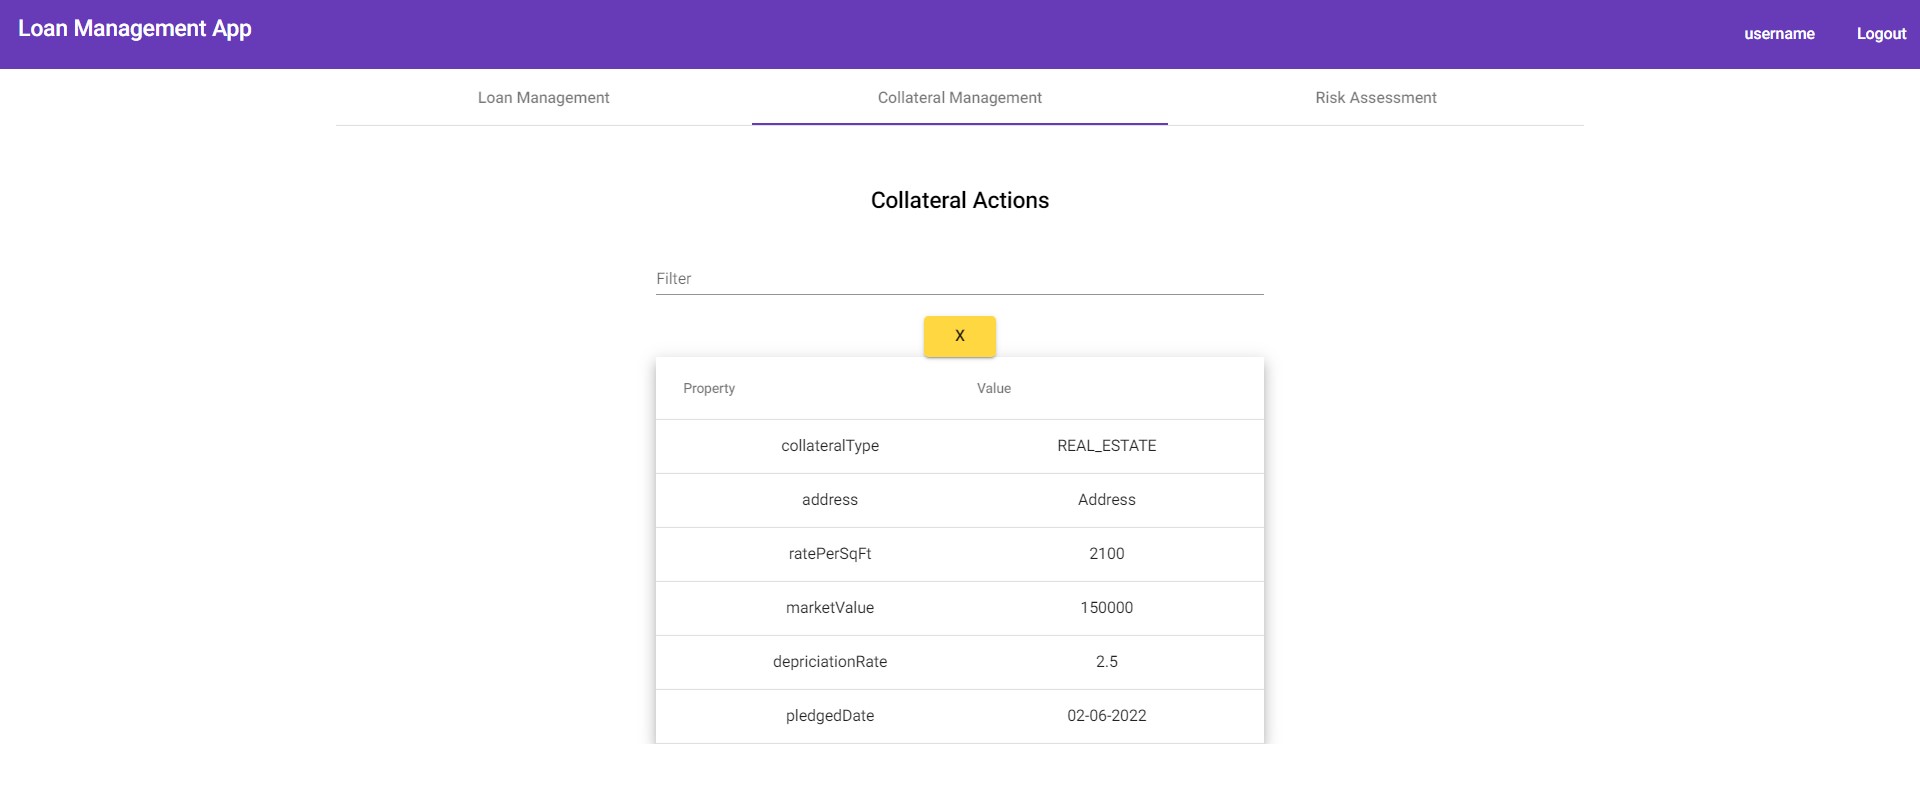 Loan Management App
username Logout
Loan Management Collateral Management Risk Assessment
Collateral Actions
Filter
X
Property Value
collateralType REAL_ESTATE
address Address
ratePerSqFt 2100
marketValue 150000
depriciationRate 2.5
pledgedDate 02-06-2022